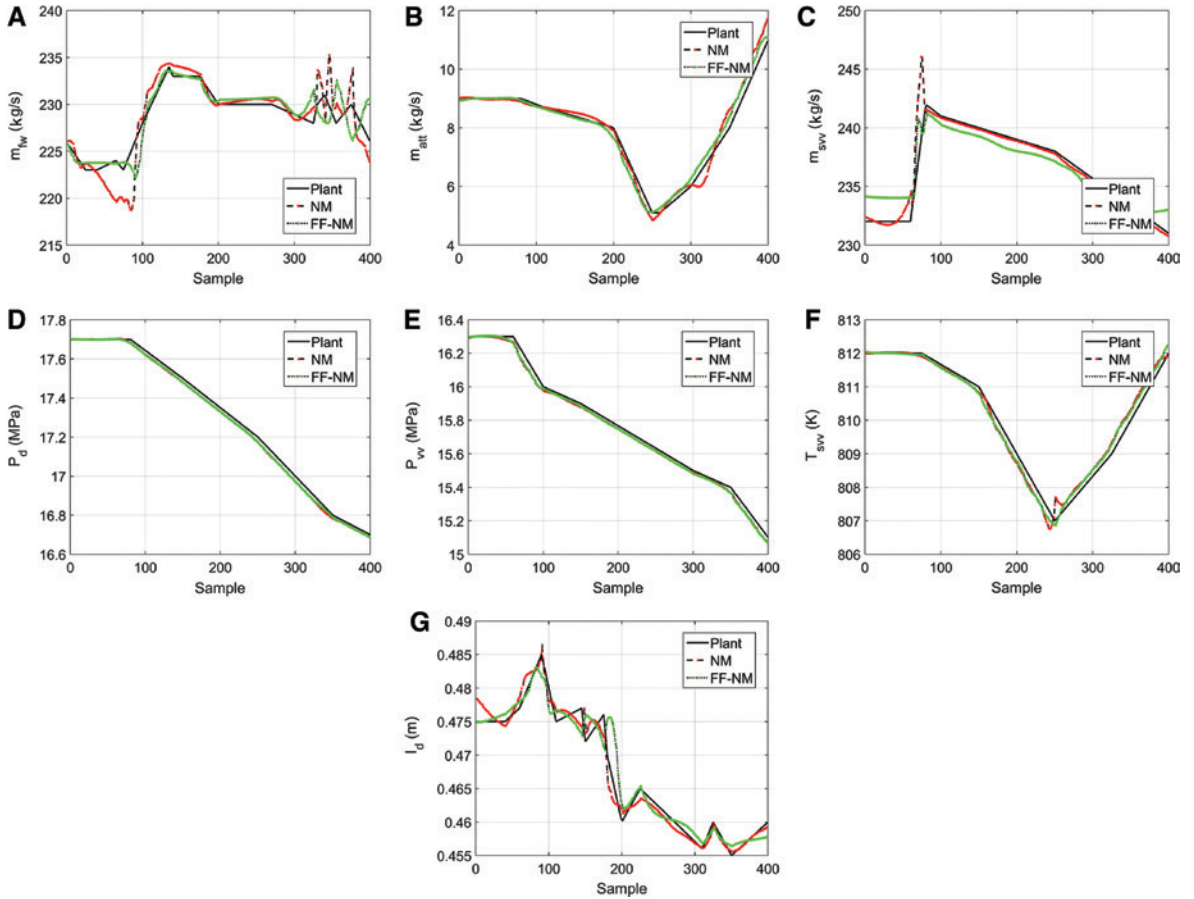 A
m_fw (kg/s)
240
235
230
225
220
215
0
100
200
300
400
Sample
Plant
NM
FF-NM
B
m_att (kg/s)
12
10
8
6
4
0
100
200
300
400
Sample
Plant
NM
FF-NM
C
m_svv (kg/s)
250
245
240
234
230
0
100
200
300
400
Sample
Plant
NM
FF-NM
D
P_d (MPa)
17.8
17.6
17.2
17
16.8
16.6
0
100
200
300
400
Sample
Plant
NM
FF-NM
E
P_vv (MPa)
16.4
16.2
16
15.8
15.6
15.4
15.2
15
0
100
200
300
400
Sample
Plant
NM
FF-NM
F
T_svv (K)
813
812
811
810
809
808
807
806
0
100
200
300
400
Sample
Plant
NM
FF-NM
G
l_d (m)
0.49
0.485
0.48
0.475
0.47
0.465
0.46
0.455
0
100
200
300
400
Sample
Plant
NM
FF-NM